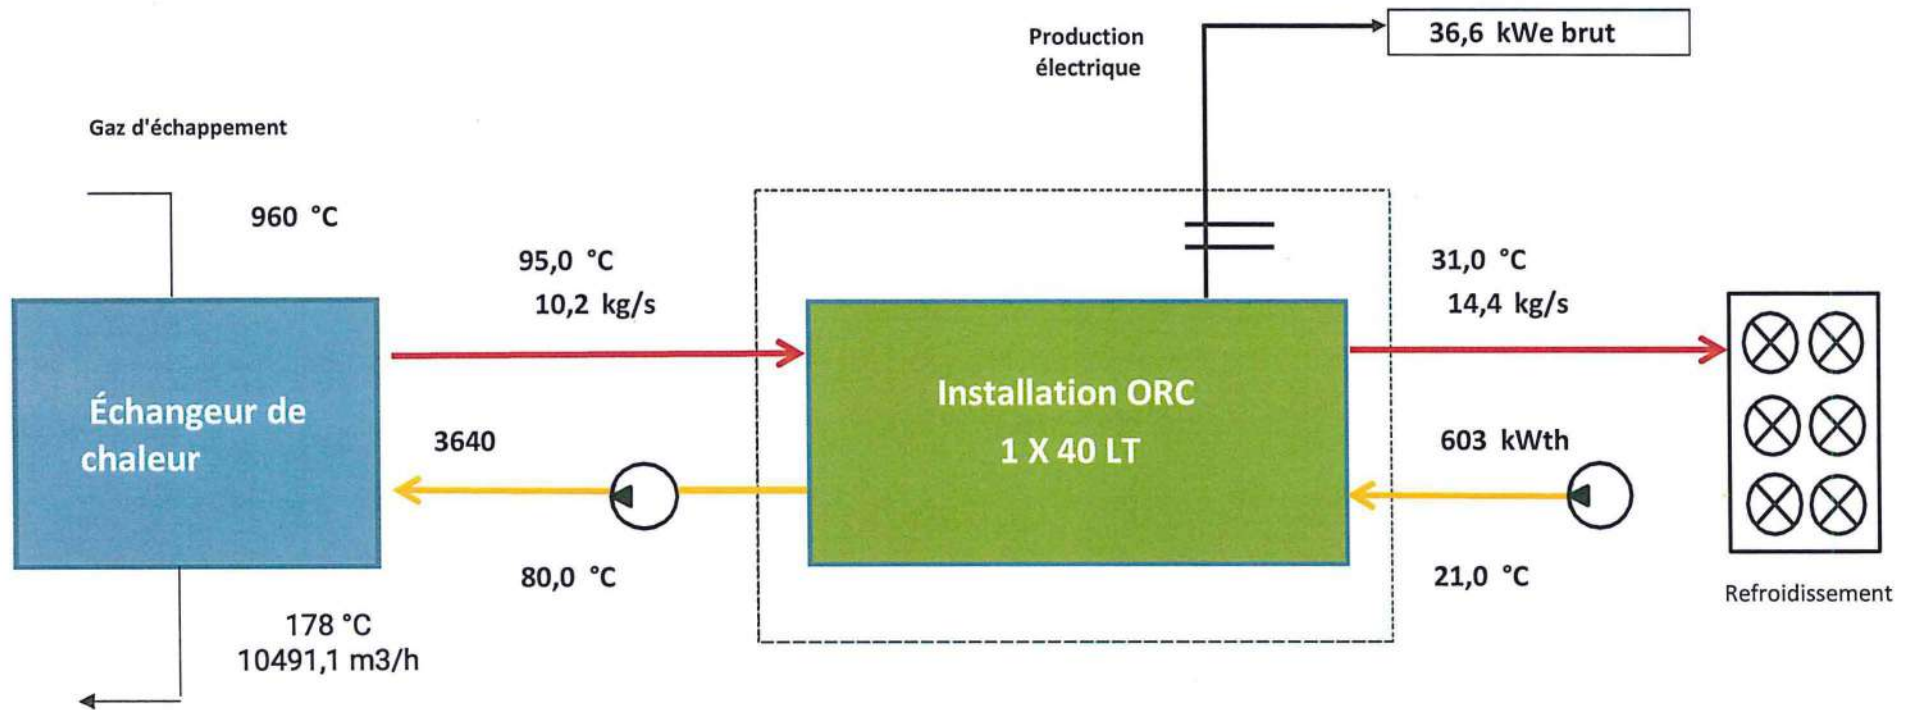 Production
électrique
36,6 kWe brut
Gaz d'échappement
960 °C
95,0 °C
10,2 kg/s
31,0 °C
14,4 kg/s
Échangeur de
chaleur
3640
Installation ORC
1 X 40 LT
603 kWth
80,0 °C
21,0 °C
Refroidissement
178 °C
10491,1 m3/h